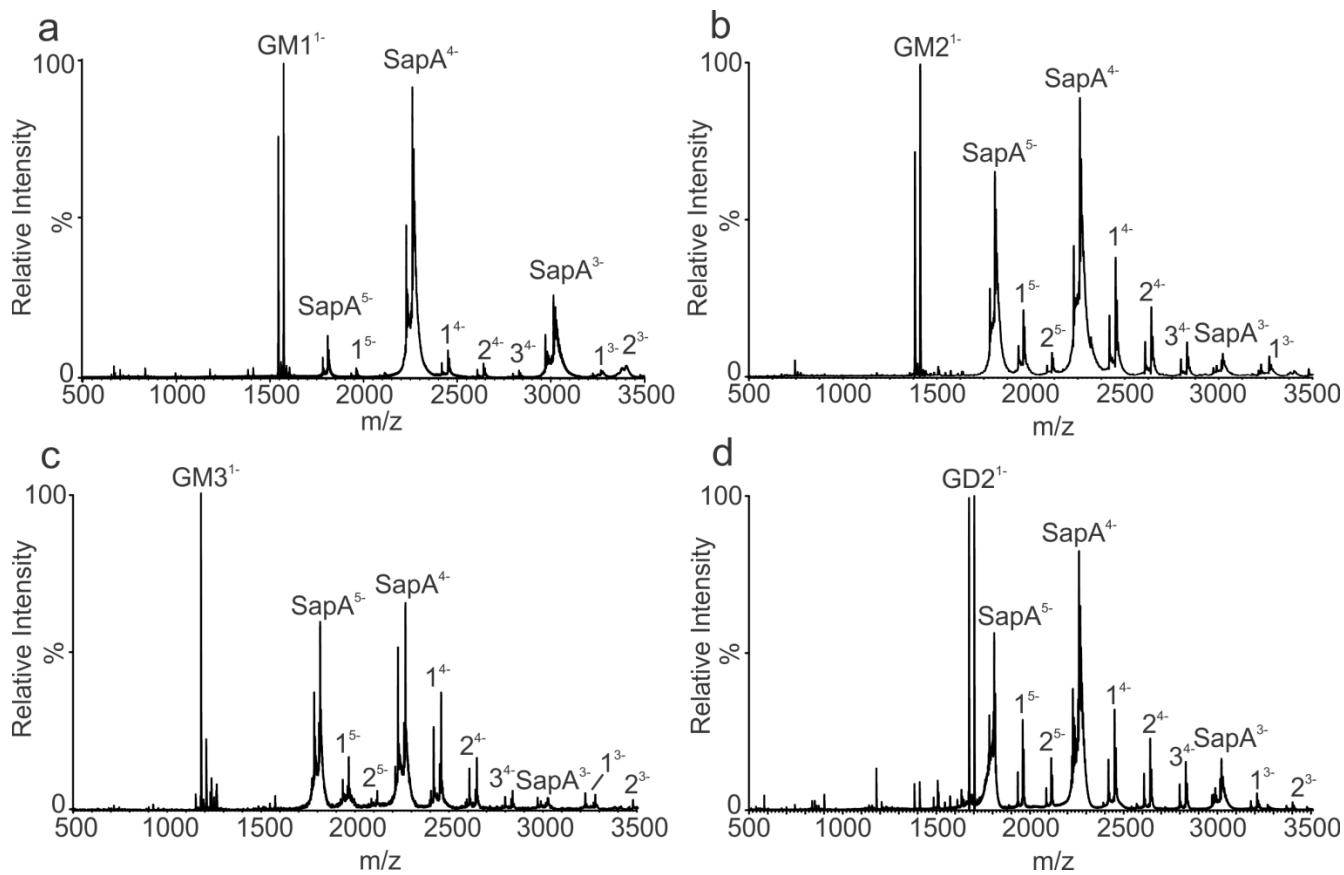 a
GM1¹⁻
SapA⁴⁻
100
SapA⁵⁻
1⁵⁻
1⁴⁻
2⁴⁻
3⁴⁻
SapA³⁻
1³⁻
2³⁻
0
Relative Intensity
%
500 1000 1500 2000 2500 3000 3500
m/z
b
GM2¹⁻
SapA⁴⁻
100
SapA⁵⁻
1⁵⁻
2⁵⁻
1⁴⁻
2⁴⁻
3⁴⁻
SapA³⁻
1³⁻
0
Relative Intensity
%
500 1000 1500 2000 2500 3000 3500
m/z
c
GM3¹⁻
100
SapA⁵⁻
SapA⁴⁻
1⁵⁻
2⁵⁻
1⁴⁻
2⁴⁻
3⁴⁻
SapA³⁻
1³⁻
2³⁻
0
Relative Intensity
%
500 1000 1500 2000 2500 3000 3500
m/z
d
GD2¹⁻
100
SapA⁴⁻
SapA⁵⁻
1⁵⁻
2⁵⁻
1⁴⁻
2⁴⁻
3⁴⁻
SapA³⁻
1³⁻
2³⁻
0
Relative Intensity
%
500 1000 1500 2000 2500 3000 3500
m/z